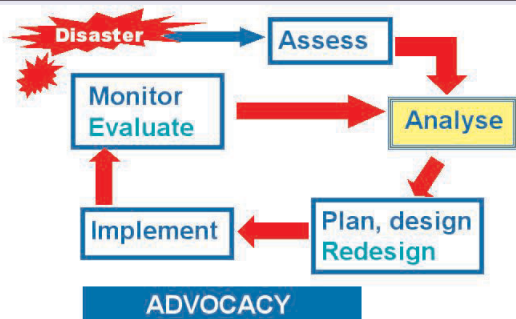 Disaster
Assess
Monitor
Evaluate
Analyse
Implement
Plan, design
Redesign
ADVOCACY